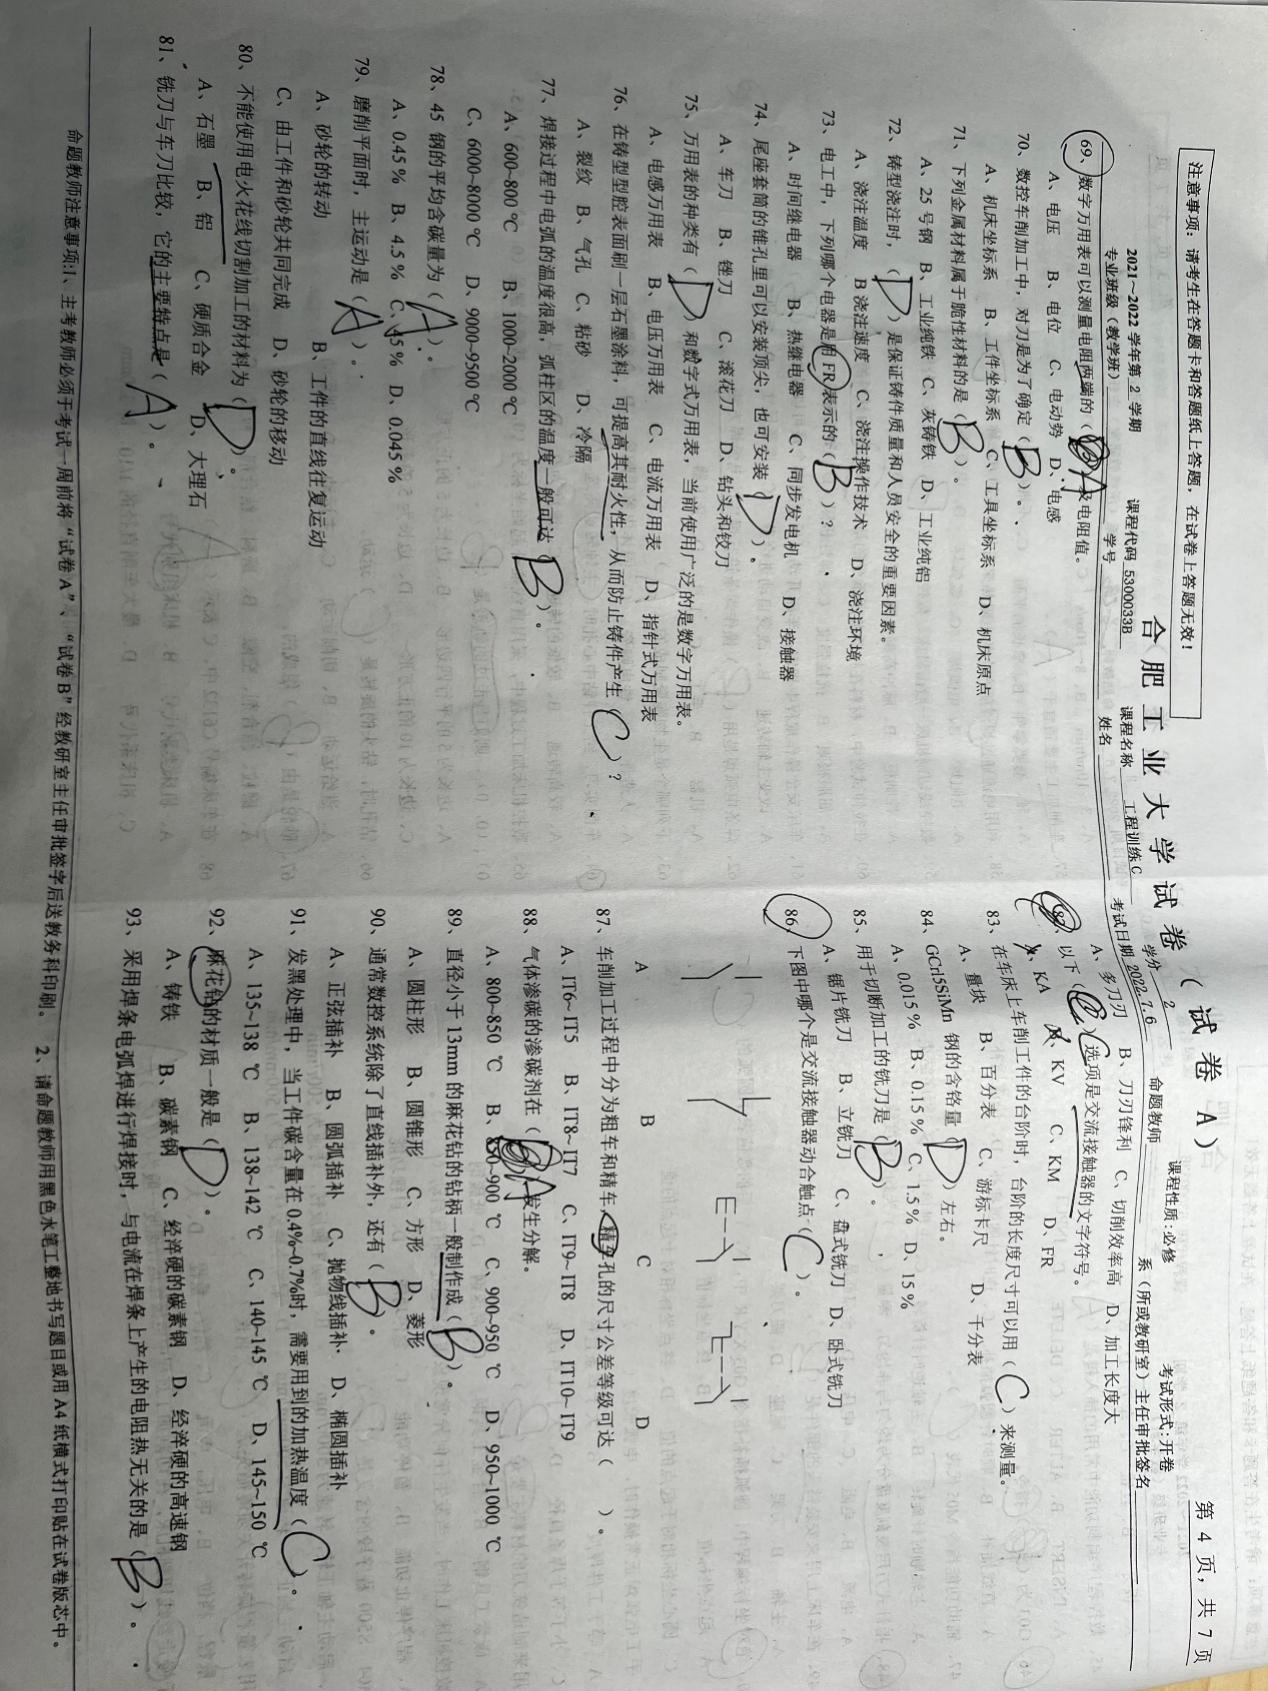 注意事项：请考生在答题卡和答题纸上答题，在试卷上答题无效！
合 肥 工 业 大 学 试 卷（试 卷 A）
第 4 页，共 7 页
2021～2022 学年第 2 学期 课程代码 5300033B 课程名称 工程训练 C 学分 2 课程性质：必修 考试形式：开卷
专业班级（教学班） 学号 姓名 考试日期 2022.7.6 命题教师 系（所或教研室）主任审批签名
69、数字万用表可以测量电阻两端的（A）及电阻值。
A、电压 B、电位 C、电动势 D、电感
70、数控车削加工中，对刀是为了确定（B）。
A、机床坐标系 B、工件坐标系 C、工具坐标系 D、机床原点
71、下列金属材料属于脆性材料的是（B）。
A、25 号钢 B、工业纯铁 C、灰铸铁 D、工业纯铝
72、铸型浇注时，（D）是保证铸件质量和人员安全的重要因素。
A、浇注温度 B 浇注速度 C、浇注操作技术 D、浇注环境
73、电工中，下列哪个电器是用 FR 表示的（B）？
A、时间继电器 B、热继电器 C、同步发电机 D、接触器
74、尾座套筒的锥孔里可以安装顶尖，也可安装（D）。
A、车刀 B、锉刀 C、滚花刀 D、钻头和铰刀
75、万用表的种类有（D）和数字式万用表，当前使用广泛的是数字万用表。
A、电感万用表 B、电压万用表 C、电流万用表 D、指针式万用表
76、在铸型型腔表面刷一层石墨涂料，可提高其耐火性，从而防止铸件产生（C）？
A、裂纹 B、气孔 C、粘砂 D、冷隔
77、焊接过程中电弧的温度很高，弧柱区的温度一般可达（B）。
A、600~800 ℃ B、1000~2000 ℃
C、6000~8000 ℃ D、9000~9500 ℃
78、45 钢的平均含碳量为（A）。
A、0.45％ B、4.5％ C、45％ D、0.045％
79、磨削平面时，主运动是（A）。
A、砂轮的转动 B、工件的直线往复运动
C、由工件和砂轮共同完成 D、砂轮的移动
80、不能使用电火花线切割加工的材料为（D）。
A、石墨 B、铝 C、硬质合金 D、大理石
81、铣刀与车刀比较，它的主要特点是（A）。
A、多刀刃 B、刀刃锋利 C、切削效率高 D、加工长度大
82、以下（C）选项是交流接触器的文字符号。
A、KA B、KV C、KM D、FR
83、在车床上车削工件的台阶时，台阶的长度尺寸可以用（C）来测量。
A、量块 B、百分表 C、游标卡尺 D、千分表
84、GCr15SiMn 钢的含铬量（D）左右。
A、0.015％ B、0.15％ C、1.5％ D、15％
85、用于切断加工的铣刀是（B）。
A、锯片铣刀 B、立铣刀 C、盘式铣刀 D、卧式铣刀
86、下图中哪个是交流接触器动合触点（C）。
A B C D
87、车削加工过程中分为粗车和精车，精车孔的尺寸公差等级可达（ ）。
A、IT6~IT5 B、IT8~IT7 C、IT9~IT8 D、IT10~IT9
88、气体渗碳的渗碳剂在（A）发生分解。
A、800~850 ℃ B、850~900 ℃ C、900~950 ℃ D、950~1000 ℃
89、直径小于 13mm 的麻花钻的钻柄一般制作成（B）。
A、圆柱形 B、圆锥形 C、方形 D、菱形
90、通常数控系统除了直线插补外，还有（B）。
A、正弦插补 B、圆弧插补 C、抛物线插补 D、椭圆插补
91、发黑处理中，当工件碳含量在 0.4%~0.7%时，需要用到的加热温度（C）。
A、135~138 ℃ B、138~142 ℃ C、140~145 ℃ D、145~150 ℃
92、麻花钻的材质一般是（D）。
A、铸铁 B、碳素钢 C、经淬硬的碳素钢 D、经淬硬的高速钢
93、采用焊条电弧焊进行焊接时，与电流在焊条上产生的电阻热无关的是（B）。
命题教师注意事项:1、主考教师必须于考试一周前将“试卷 A”、“试卷 B”经教研室主任审批签字后送教务科印刷。 2、请命题教师用黑色水笔工整地书写题目或用 A4 纸横式打印贴在试卷版芯中。